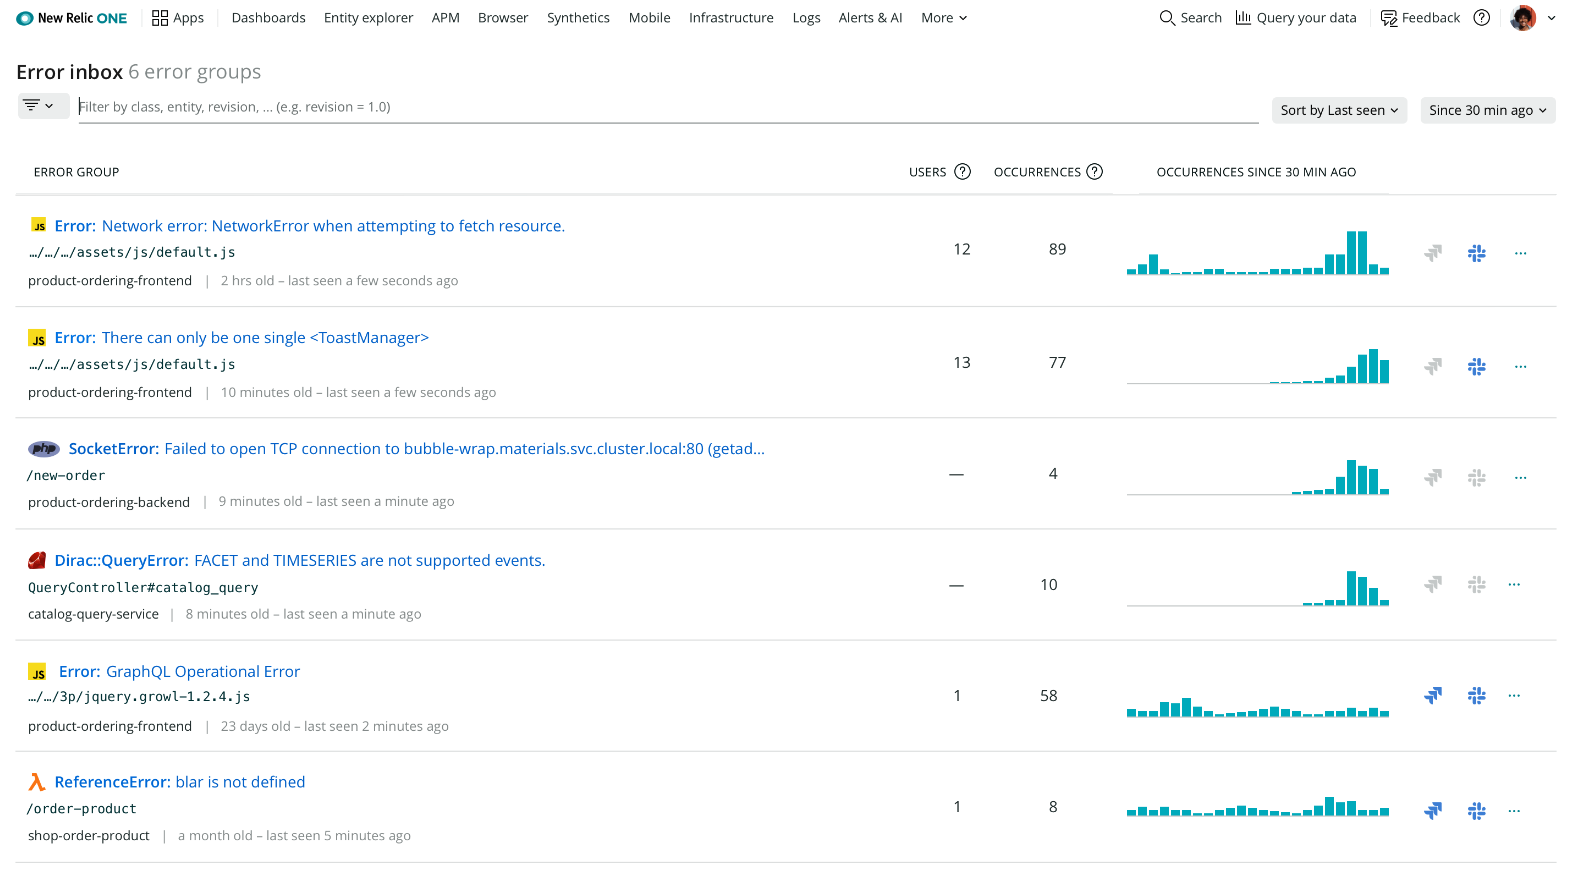 New Relic ONE Apps Dashboards Entity explorer APM Browser Synthetics Mobile Infrastructure Logs Alerts & AI More Search Query your data Feedback ?
Error inbox 6 error groups
Filter by class, entity, revision, ... (e.g. revision = 1.0) Sort by Last seen Since 30 min ago
ERROR GROUP USERS ? OCCURRENCES ? OCCURRENCES SINCE 30 MIN AGO
JS Error: Network error: NetworkError when attempting to fetch resource.
…/…/…/assets/js/default.js 12 89 ...
product-ordering-frontend | 2 hrs old – last seen a few seconds ago
JS Error: There can only be one single <ToastManager>
…/…/…/assets/js/default.js 13 77 ...
product-ordering-frontend | 10 minutes old – last seen a few seconds ago
php SocketError: Failed to open TCP connection to bubble-wrap.materials.svc.cluster.local:80 (getad...
/new-order — 4 ...
product-ordering-backend | 9 minutes old – last seen a minute ago
Dirac::QueryError: FACET and TIMESERIES are not supported events.
QueryController#catalog_query — 10 ...
catalog-query-service | 8 minutes old – last seen a minute ago
JS Error: GraphQL Operational Error
…/…/3p/jquery.growl-1.2.4.js 1 58 ...
product-ordering-frontend | 23 days old – last seen 2 minutes ago
λ ReferenceError: blar is not defined
/order-product 1 8 ...
shop-order-product | a month old – last seen 5 minutes ago